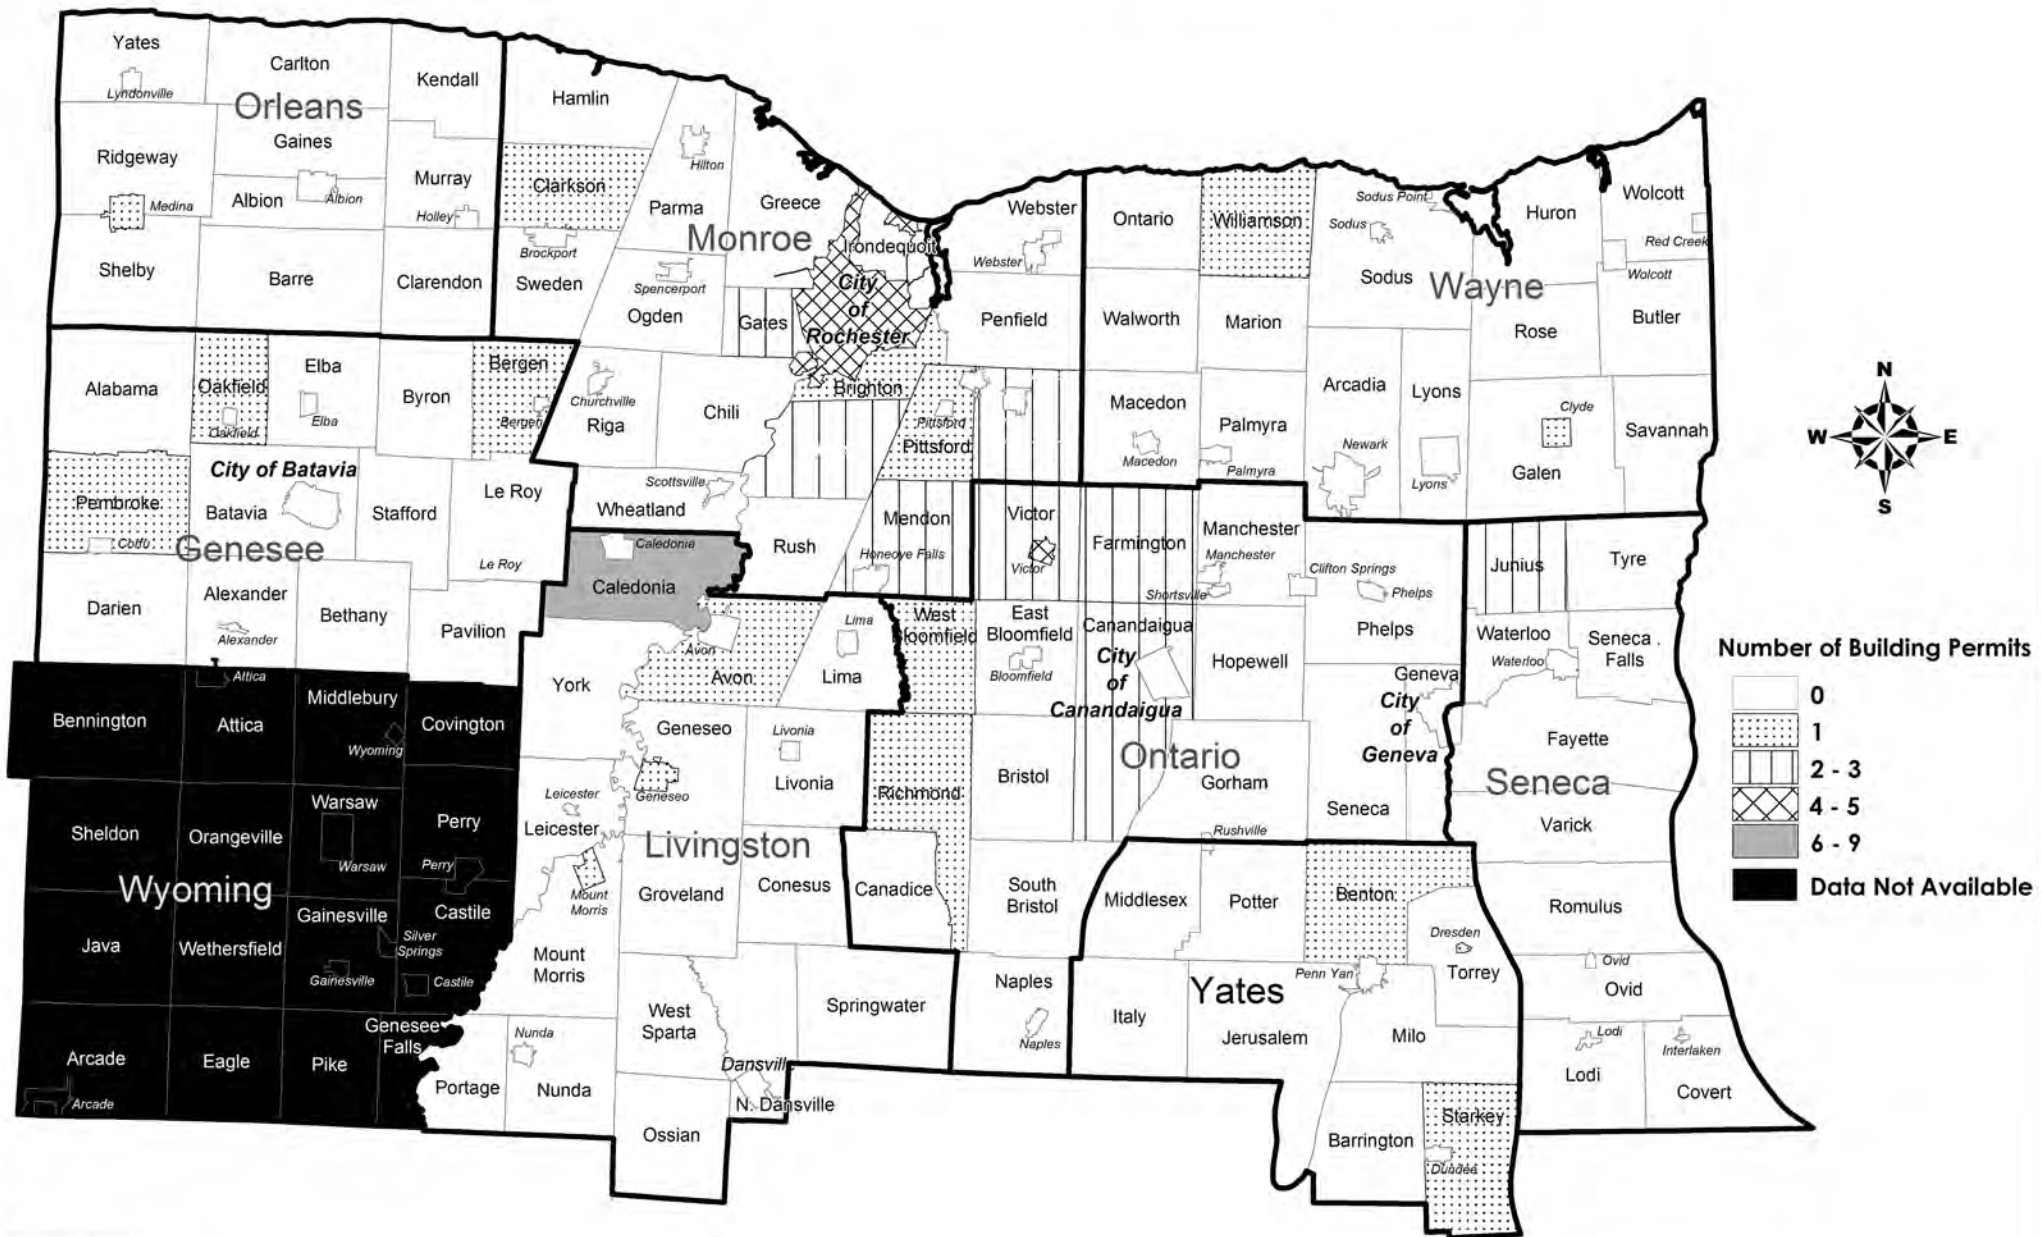 Yates
Lyndonville
Carlton
Kendall
Orleans
Ridgeway
Gaines
Murray
Medina
Albion
Albion
Holley
Shelby
Barre
Clarendon
Hamlin
Clarkson
Hilton
Parma
Greece
Monroe
Brockport
Sweden
Spencerport
Ogden
Gates
Irondequoit
City
of
Rochester
Webster
Webster
Penfield
Brighton
Churchville
Riga
Chili
Pittsford
Pittsford
Scottsville
Wheatland
Rush
Mendon
Honeoye Falls
Ontario
Williamson
Sodus Point
Sodus
Sodus
Huron
Wolcott
Red Creek
Wolcott
Wayne
Walworth
Marion
Rose
Butler
Macedon
Macedon
Palmyra
Palmyra
Arcadia
Newark
Lyons
Lyons
Clyde
Galen
Savannah
Alabama
Oakfield
Oakfield
Elba
Elba
Byron
Bergen
Bergen
City of Batavia
Pembroke
Corfu
Batavia
Stafford
Le Roy
Le Roy
Genesee
Darien
Alexander
Alexander
Bethany
Pavilion
Caledonia
Caledonia
Victor
Victor
Farmington
Manchester
Manchester
Shortsville
Clifton Springs
Phelps
Phelps
Junius
Tyre
West
Bloomfield
East
Bloomfield
Bloomfield
Canandaigua
City
of
Canandaigua
Hopewell
Geneva
City
of
Geneva
Ontario
Gorham
Seneca
Rushville
Richmond
Bristol
Canadice
South
Bristol
Naples
Naples
Waterloo
Waterloo
Seneca
Falls
Fayette
Seneca
Varick
Romulus
Ovid
Ovid
Lodi
Lodi
Interlaken
Covert
Avon
Avon
Lima
Lima
York
Geneseo
Geneseo
Livonia
Livonia
Leicester
Leicester
Livingston
Groveland
Conesus
Mount
Morris
Mount
Morris
West
Sparta
Springwater
Nunda
Nunda
Portage
Dansville
N. Dansville
Ossian
Bennington
Attica
Attica
Middlebury
Wyoming
Covington
Sheldon
Orangeville
Warsaw
Warsaw
Perry
Perry
Wyoming
Java
Wethersfield
Gainesville
Gainesville
Silver
Springs
Castile
Castile
Arcade
Arcade
Eagle
Pike
Genesee
Falls
Middlesex
Potter
Benton
Dresden
Torrey
Penn Yan
Yates
Italy
Jerusalem
Milo
Barrington
Starkey
Dundee
N
W
E
S
Number of Building Permits
0
1
2 - 3
4 - 5
6 - 9
Data Not Available